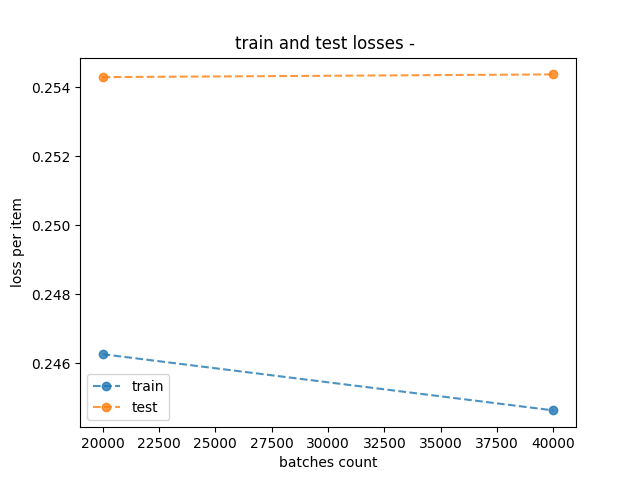 train and test losses -
loss per item
0.254
0.252
0.250
0.248
0.246
train
test
20000 22500 25000 27500 30000 32500 35000 37500 40000
batches count